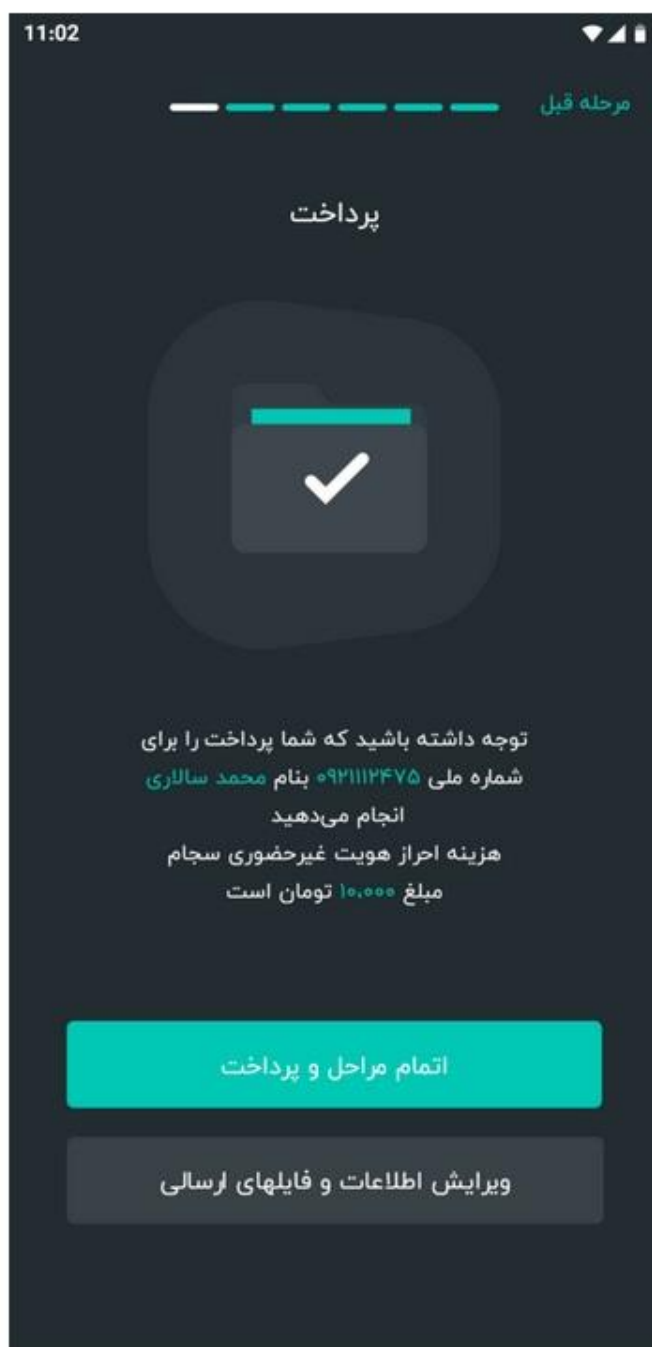 11:02
مرحله قبل
پرداخت
توجه داشته باشید که شما پرداخت را برای
شماره ملی ۰۹۲۱۱۱۲۴۷۵ بنام محمد سالاری
انجام می‌دهید
هزینه احراز هویت غیرحضوری سجام
مبلغ ۱۰،۰۰۰ تومان است
اتمام مراحل و پرداخت
ویرایش اطلاعات و فایلهای ارسالی